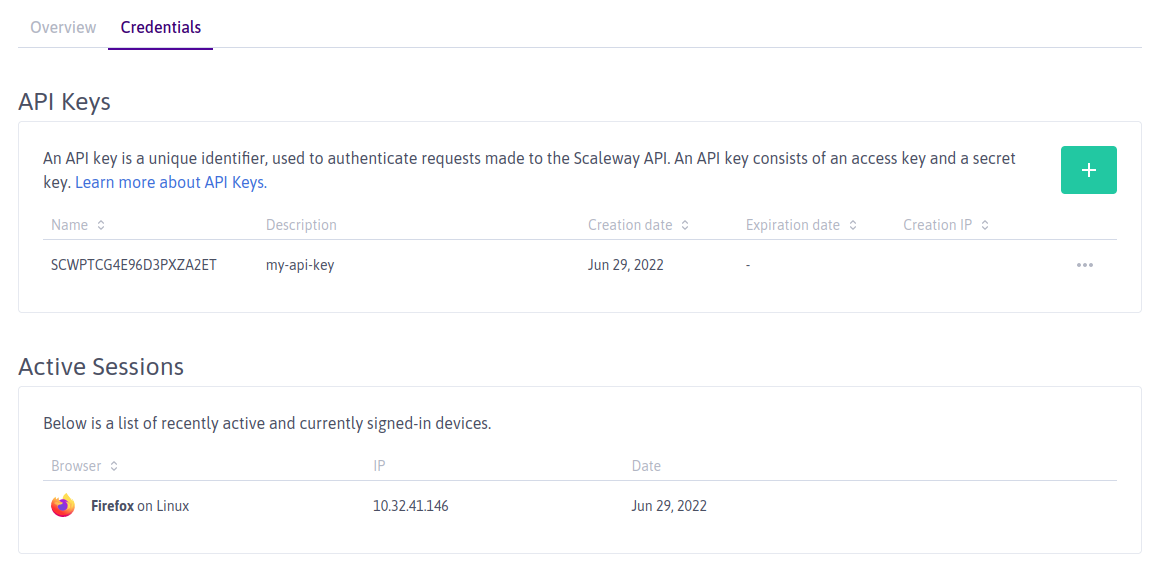 Overview Credentials
API Keys
An API key is a unique identifier, used to authenticate requests made to the Scaleway API. An API key consists of an access key and a secret
key. Learn more about API Keys.
Name Description Creation date Expiration date Creation IP
SCWPTCG4E96D3PXZA2ET my-api-key Jun 29, 2022 -
Active Sessions
Below is a list of recently active and currently signed-in devices.
Browser IP Date
Firefox on Linux 10.32.41.146 Jun 29, 2022